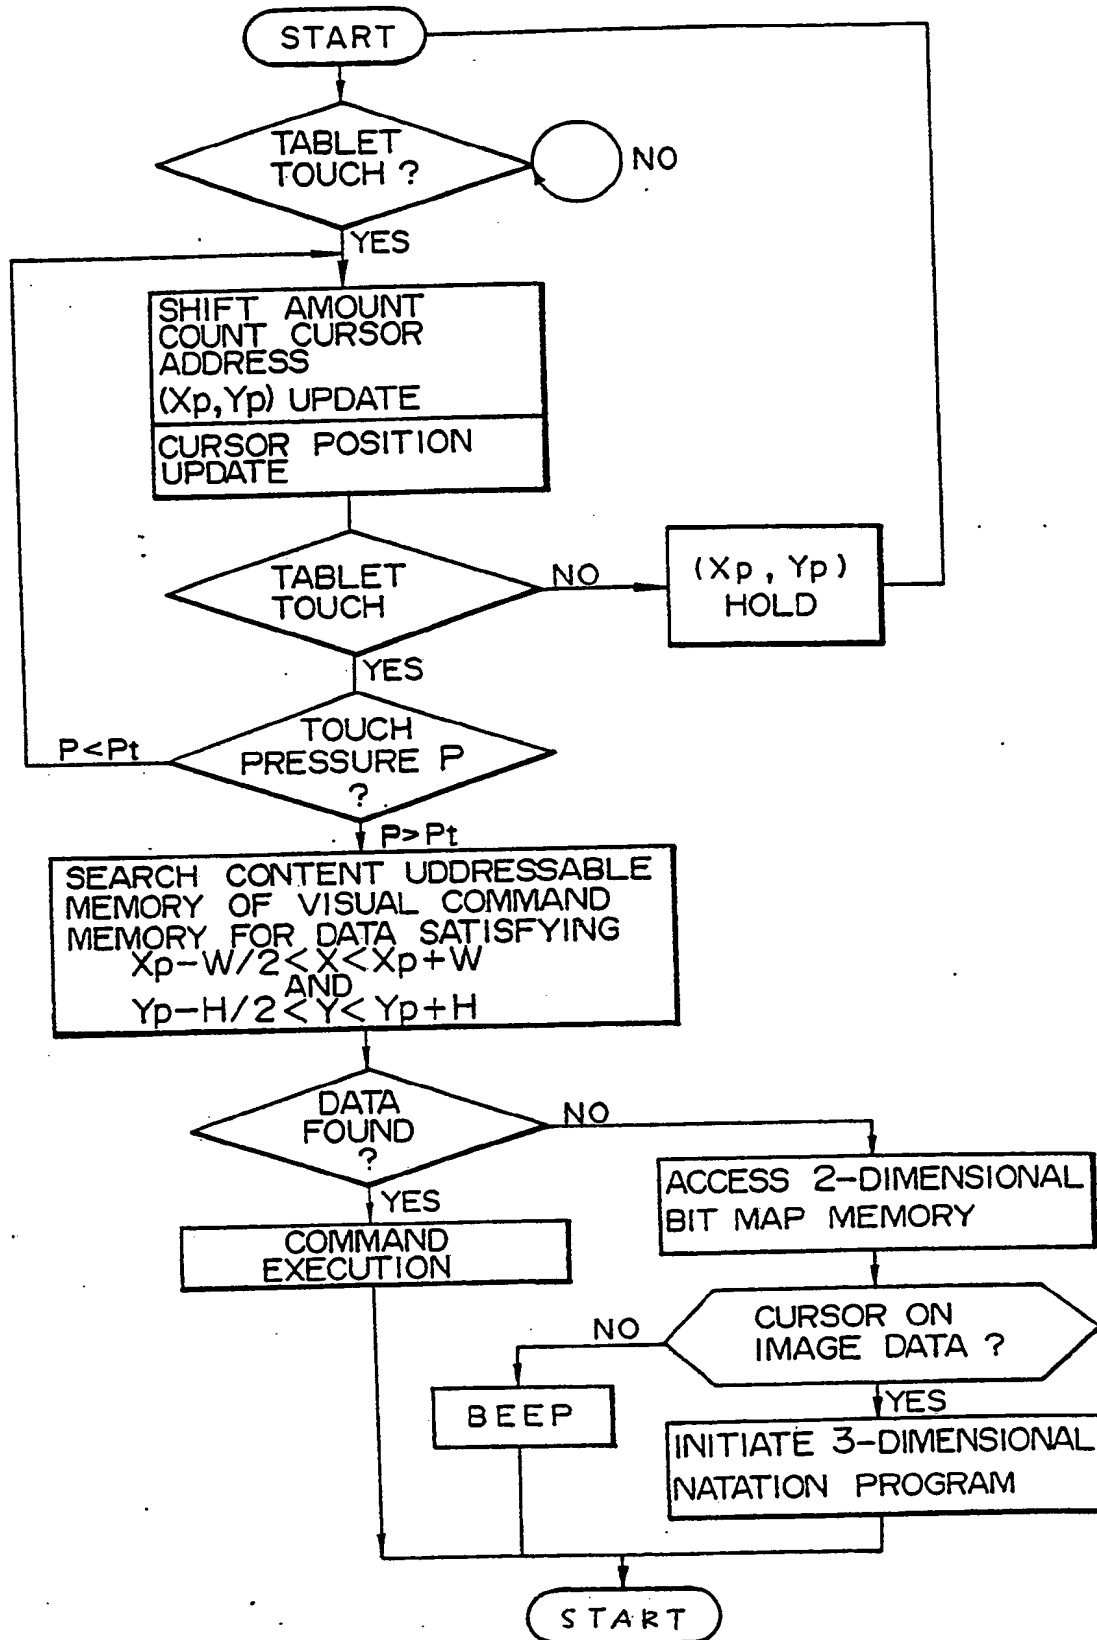 START
TABLET
TOUCH ?
NO
YES
SHIFT AMOUNT
COUNT CURSOR
ADDRESS
(Xp,Yp) UPDATE
CURSOR POSITION
UPDATE
TABLET
TOUCH
NO
(Xp, Yp)
HOLD
YES
TOUCH
PRESSURE P
?
P<Pt
P>Pt
SEARCH CONTENT UDDRESSABLE
MEMORY OF VISUAL COMMAND
MEMORY FOR DATA SATISFYING
Xp-W/2<X<Xp+W
AND
Yp-H/2<Y<Yp+H
DATA
FOUND
?
NO
YES
COMMAND
EXECUTION
ACCESS 2-DIMENSIONAL
BIT MAP MEMORY
CURSOR ON
IMAGE DATA ?
NO
BEEP
YES
INITIATE 3-DIMENSIONAL
NATATION PROGRAM
START